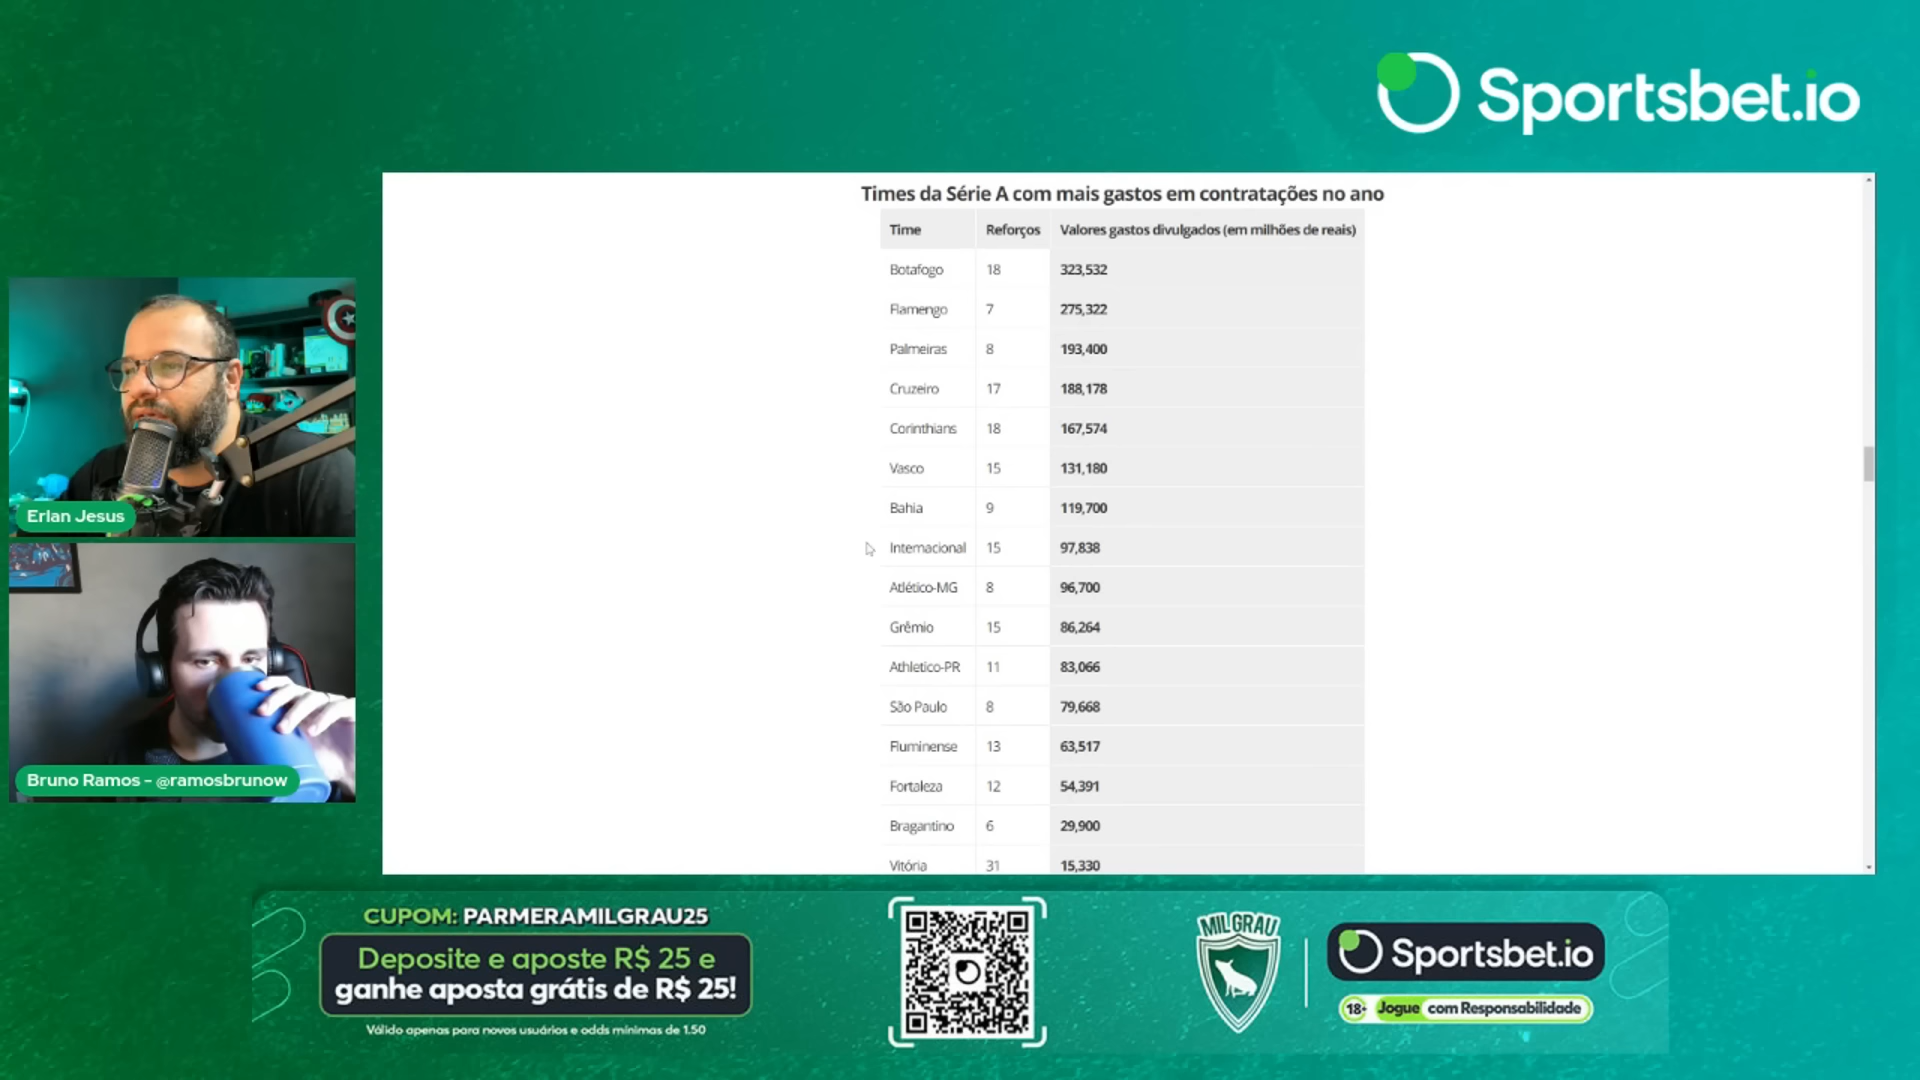 Sportsbet.io
Times da Série A com mais gastos em contratações no ano
Time Reforços Valores gastos divulgados (em milhões de reais)
Botafogo 18 323,532
Flamengo 7 275,322
Palmeiras 8 193,400
Cruzeiro 17 188,178
Corinthians 18 167,574
Vasco 15 131,180
Bahia 9 119,700
Internacional 15 97,838
Atlético-MG 8 96,700
Grêmio 15 86,264
Athletico-PR 11 83,066
São Paulo 8 79,668
Fluminense 13 63,517
Fortaleza 12 54,391
Bragantino 6 29,900
Vitória 31 15,330
Erlan Jesus
Bruno Ramos - @ramosbrunow
CUPOM: PARMERAMILGRAU25
Deposite e aposte R$ 25 e
ganhe aposta grátis de R$ 25!
Válido apenas para novos usuários e odds mínimas de 1.50
MIL GRAU
Sportsbet.io
18+ Jogue com Responsabilidade